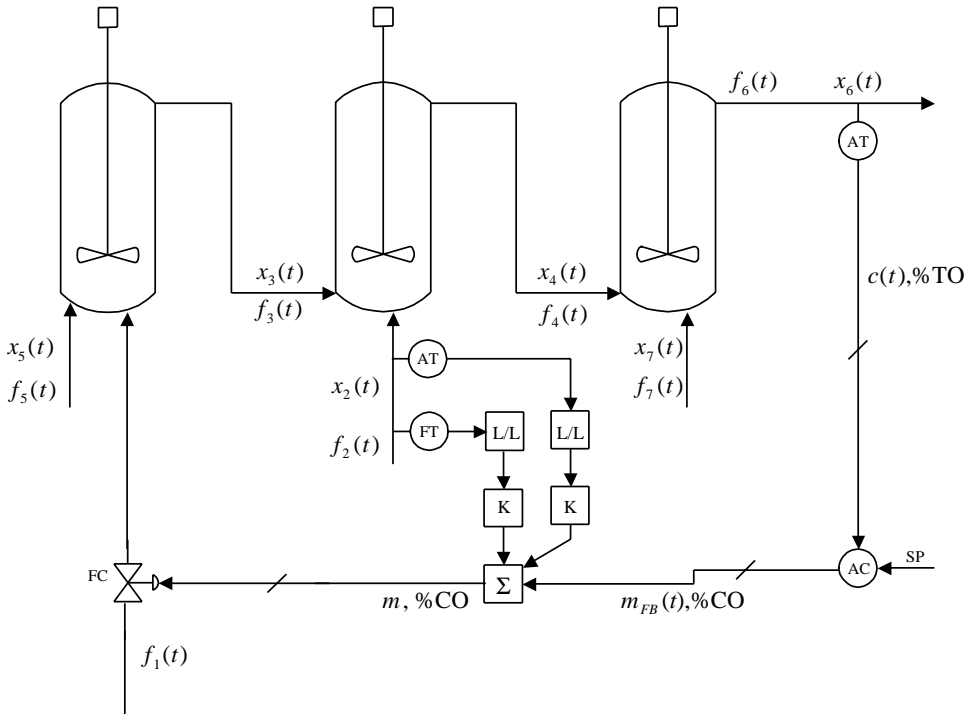 f₆(t)
x₆(t)
AT
x₃(t)
f₃(t)
x₄(t)
f₄(t)
c(t),%TO
x₅(t)
f₅(t)
AT
x₂(t)
x₇(t)
f₇(t)
FT
L/L
L/L
f₂(t)
K
K
FC
Σ
AC
SP
m, %CO
m_FB(t),%CO
f₁(t)